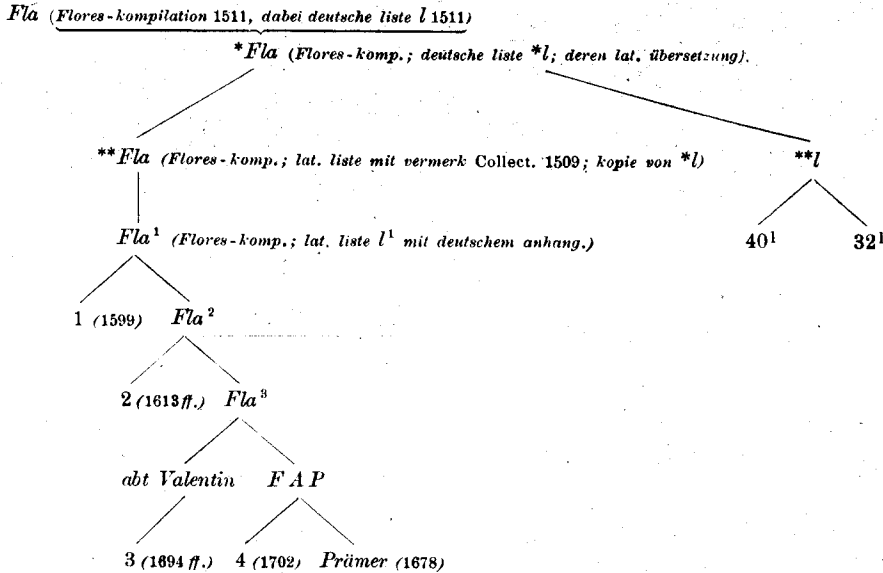 Fla (Flores-kompilation 1511, dabei deutsche liste l 1511)
*Fla (Flores-komp.; deutsche liste *l; deren lat. übersetzung).
**Fla (Flores-komp.; lat. liste mit vermerk Collect. 1509; kopie von *l) **l
Fla¹ (Flores-komp.; lat. liste l¹ mit deutschem anhang.) 40¹ 32¹
1 (1599) Fla²
2 (1613 ff.) Fla³
abt Valentin F A P
3 (1694 ff.) 4 (1702) Prämer (1678)